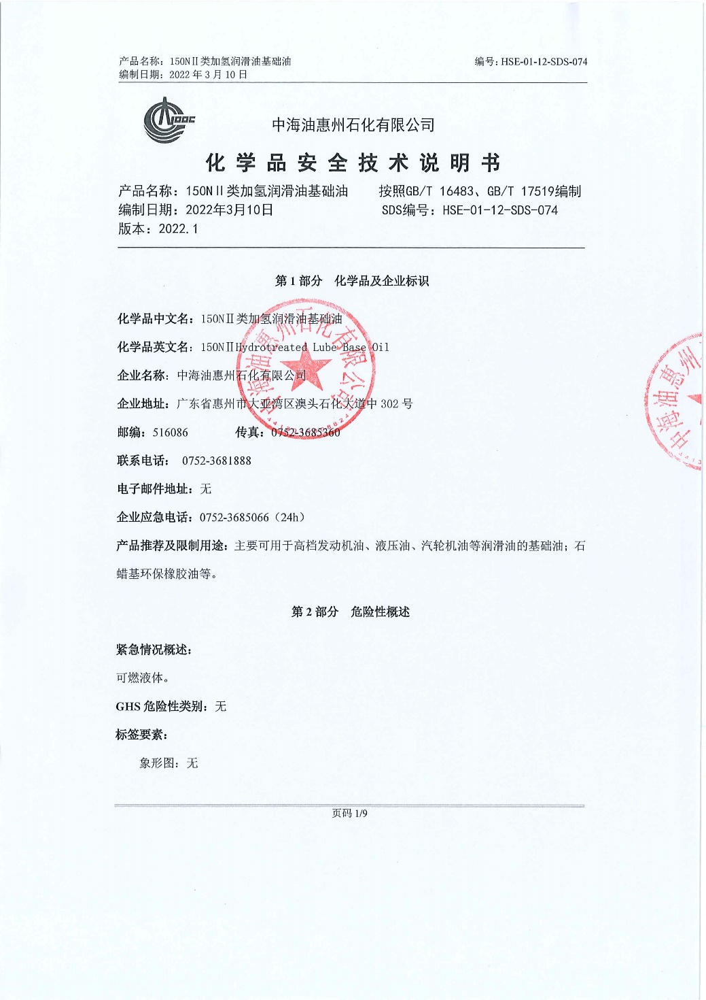 产品名称：150NⅡ类加氢润滑油基础油 编号：HSE-01-12-SDS-074
编制日期：2022 年 3 月 10 日
中海油惠州石化有限公司
化学品安全技术说明书
产品名称：150NⅡ类加氢润滑油基础油 按照GB/T 16483、GB/T 17519编制
编制日期：2022年3月10日 SDS编号：HSE-01-12-SDS-074
版本：2022.1
第 1 部分 化学品及企业标识
化学品中文名：150NⅡ类加氢润滑油基础油
化学品英文名：150NⅡHydrotreated Lube Base Oil
企业名称：中海油惠州石化有限公司
企业地址：广东省惠州市大亚湾区澳头石化大道中 302 号
邮编：516086 传真：0752-3685360
联系电话： 0752-3681888
电子邮件地址：无
企业应急电话：0752-3685066（24h）
产品推荐及限制用途：主要可用于高档发动机油、液压油、汽轮机油等润滑油的基础油；石
蜡基环保橡胶油等。
第 2 部分 危险性概述
紧急情况概述：
可燃液体。
GHS 危险性类别：无
标签要素：
象形图：无
页码 1/9
中海油惠州石化有限公司
中海油惠州